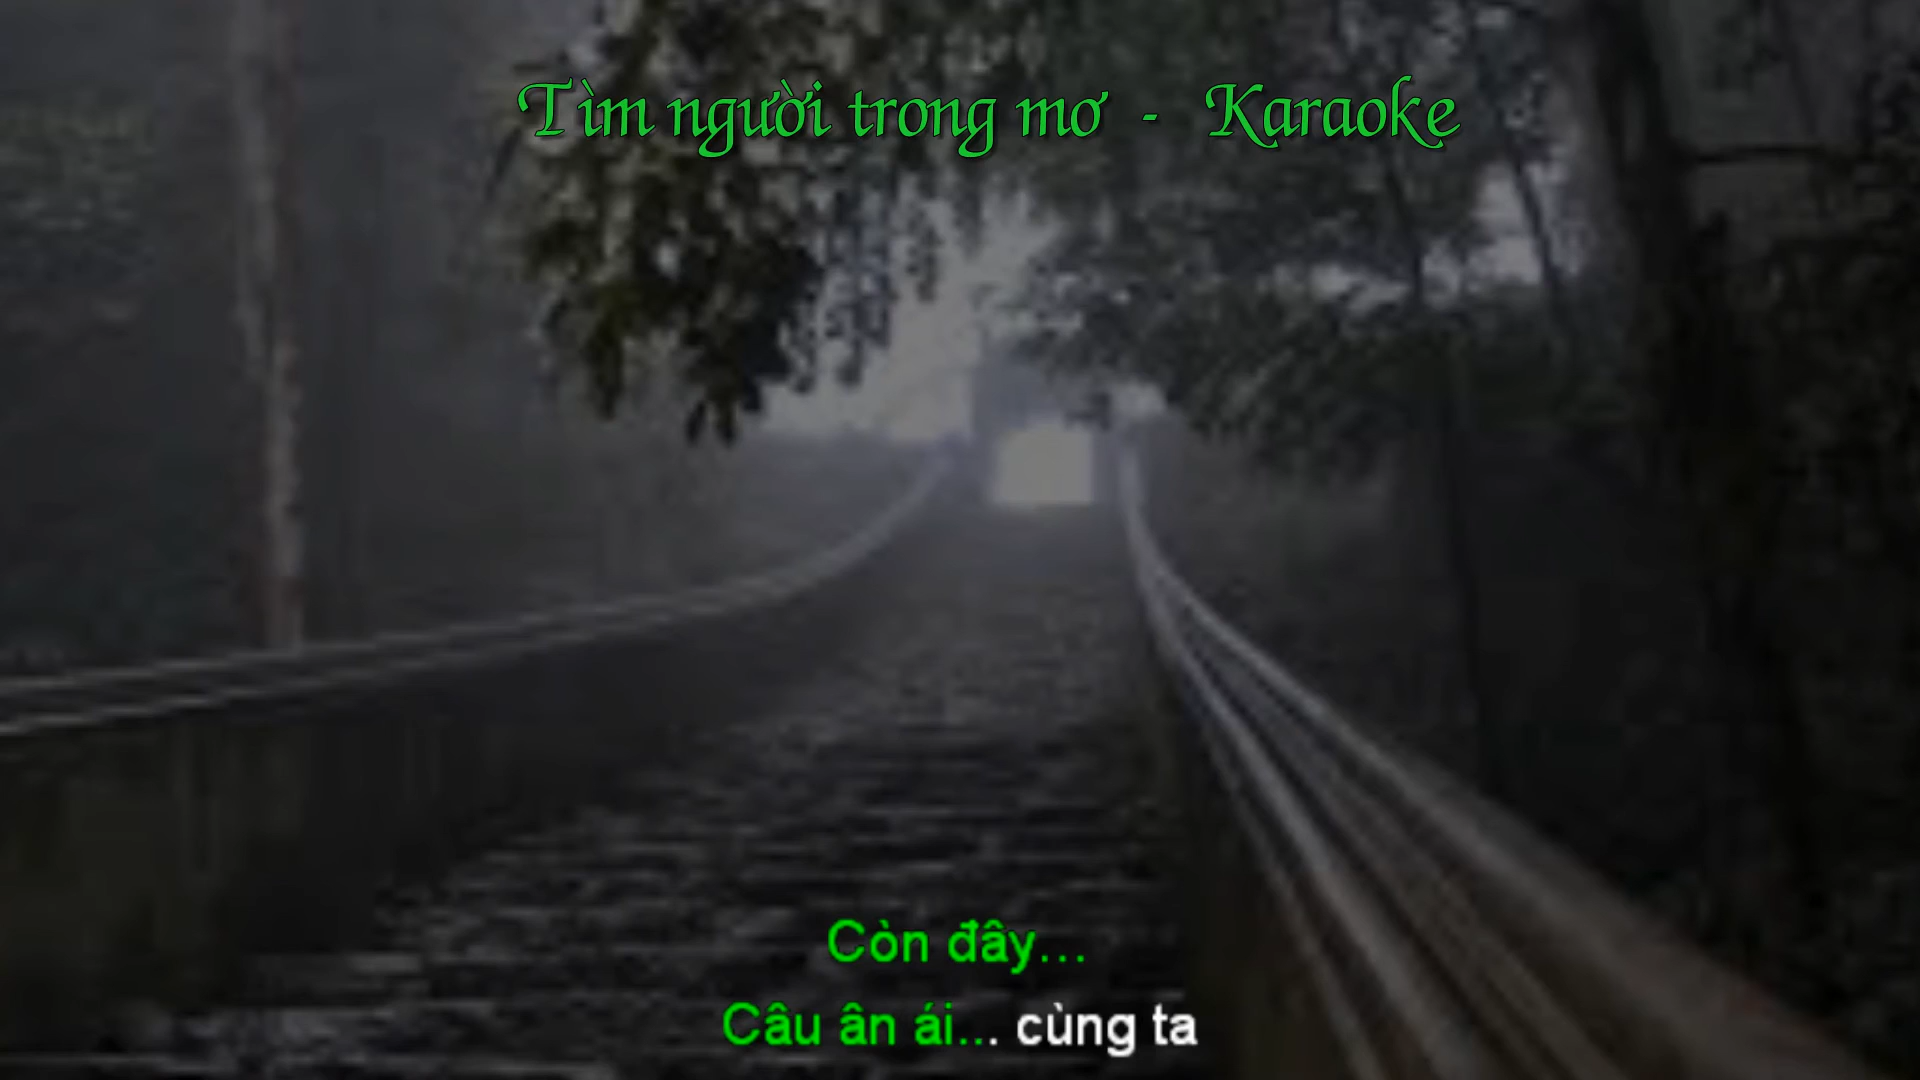 Tìm người trong mơ - Karaoke
Còn đây...
Câu ân ái... cùng ta